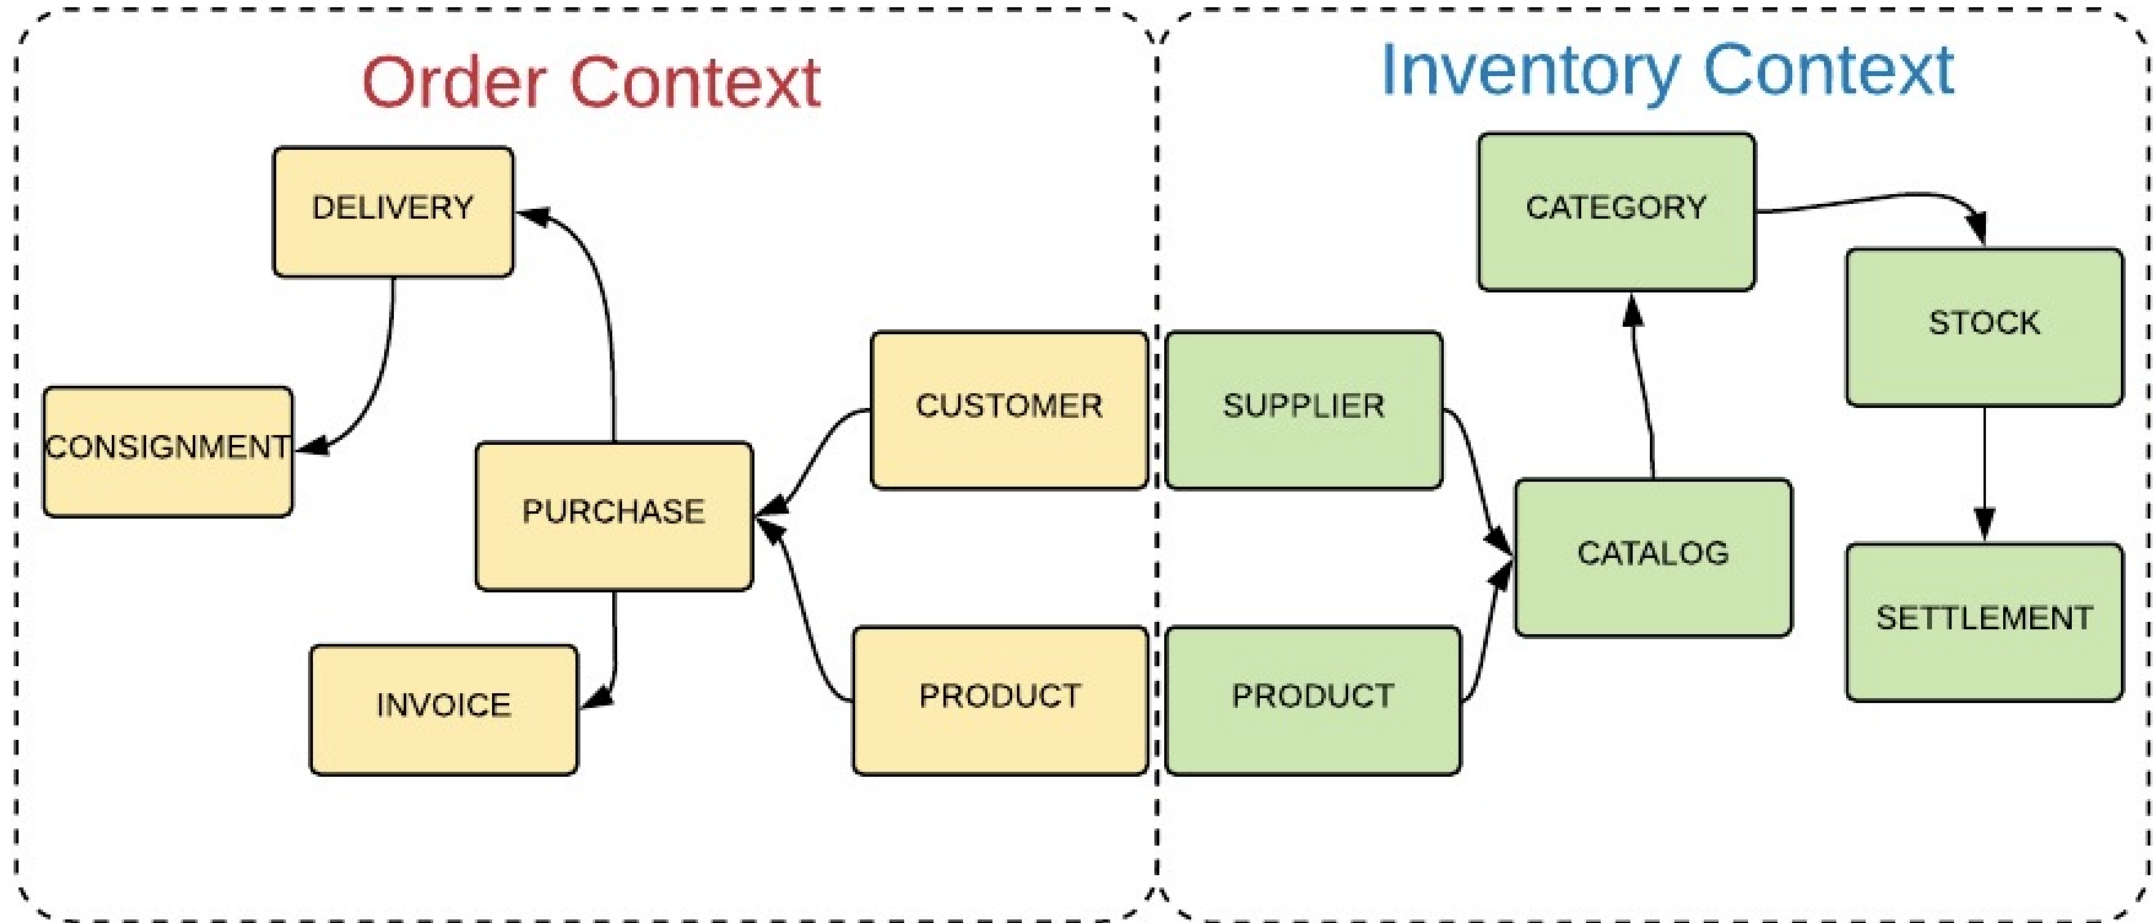 Order Context
DELIVERY
CONSIGNMENT
PURCHASE
INVOICE
CUSTOMER
PRODUCT
Inventory Context
CATEGORY
STOCK
SUPPLIER
CATALOG
SETTLEMENT
PRODUCT